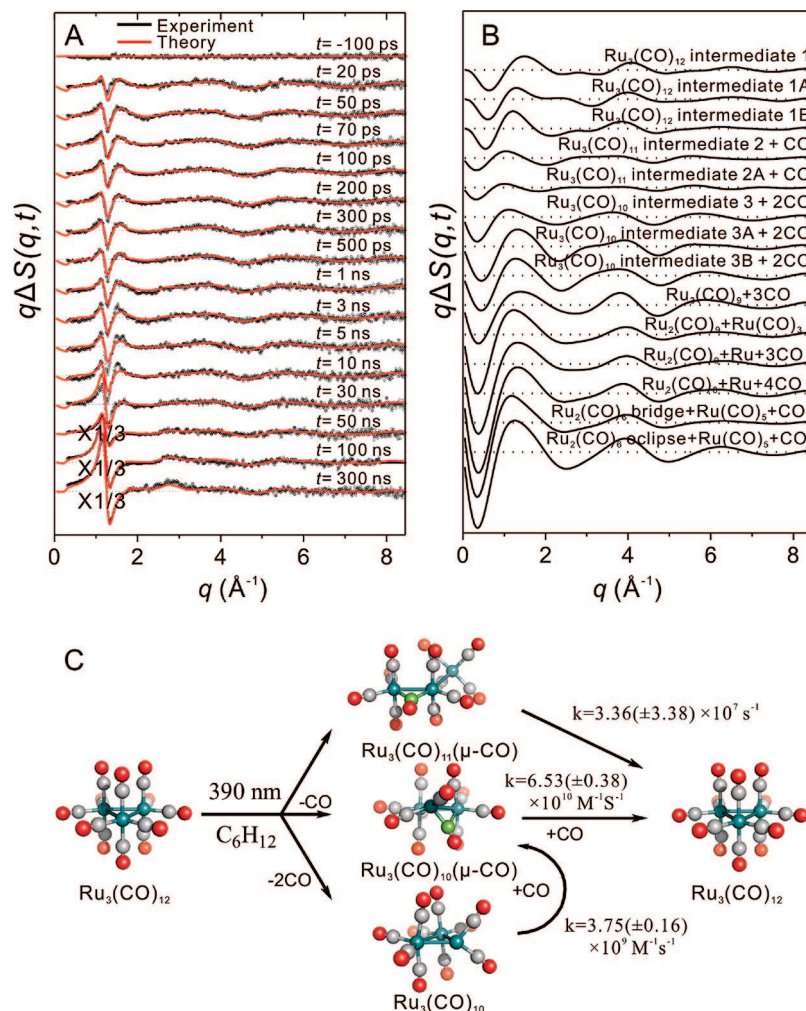 A
Experiment
Theory
t= -100 ps
20 ps
50 ps
70 ps
t= 100 ps
t= 200 ps
t= 300 ps
t= 500 ps
t= 1 ns
t= 3 ns
t= 5 ns
t= 10 ns
t= 30 ns
t= 50 ns
t= 100 ns
t= 300 ns
X1/3
X1/3
X1/3
qΔS(q,t)
0 2 4 6 8
q (Å⁻¹)
B
Ru₃(CO)₁₂ intermediate 1
Ru₃(CO)₁₂ intermediate 1A
Ru₃(CO)₁₂ intermediate 1B
Ru₃(CO)₁₁ intermediate 2 + CO
Ru₃(CO)₁₁ intermediate 2A + CO
Ru₃(CO)₁₀ intermediate 3 + 2CO
Ru₃(CO)₁₀ intermediate 3A + 2CO
Ru₃(CO)₁₀ intermediate 3B + 2CO
Ru₃(CO)₉+3CO
Ru₂(CO)₉+Ru(CO)₃
Ru₂(CO)₉+Ru+3CO
+Ru+4CO
Ru₂(CO)₆ bridge+Ru(CO)₅+CO
Ru₂(CO)₆ eclipse+Ru(CO)₅+CO
0 2 4 6 8
q (Å⁻¹)
C
Ru₃(CO)₁₂
390 nm
C₆H₁₂
-CO
-2CO
Ru₃(CO)₁₁(μ-CO)
k=3.36(±3.38) ×10⁷ s⁻¹
Ru₃(CO)₁₀(μ-CO)
k=6.53(±0.38)
×10¹⁰ M⁻¹S⁻¹
+CO
Ru₃(CO)₁₂
+CO
k=3.75(±0.16)
×10⁹ M⁻¹s⁻¹
Ru₃(CO)₁₀